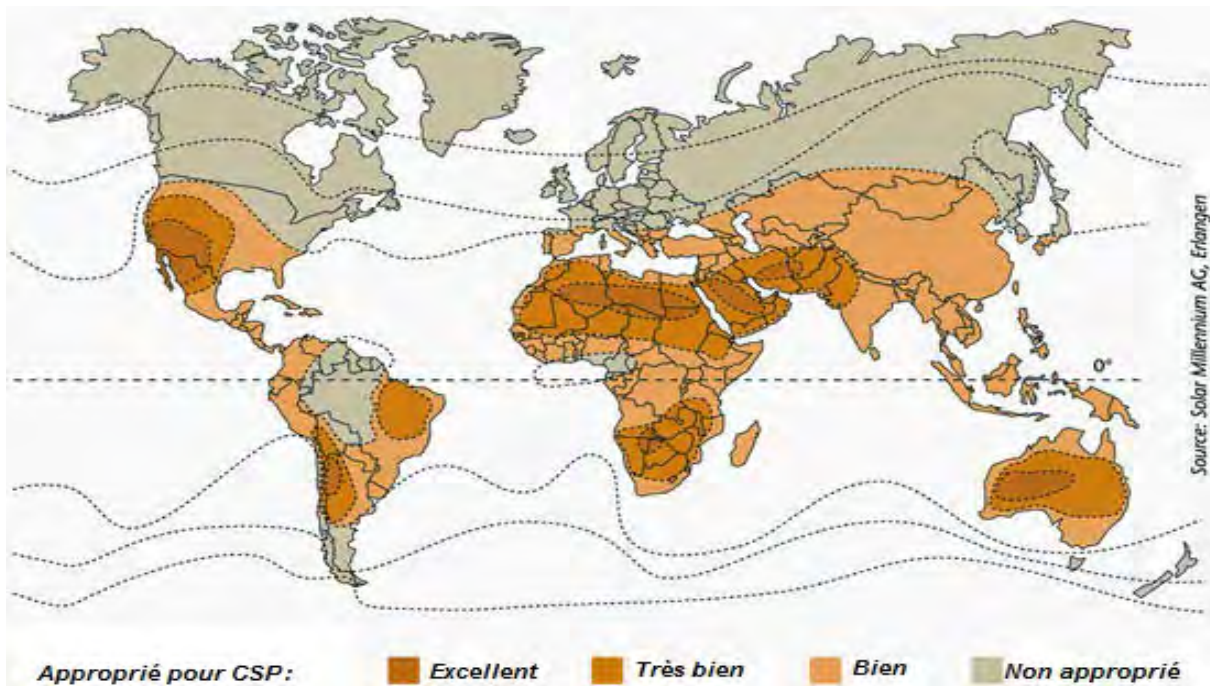 0°
Source: Solar Millennium AG, Erlangen
Approprié pour CSP : Excellent Très bien Bien Non approprié